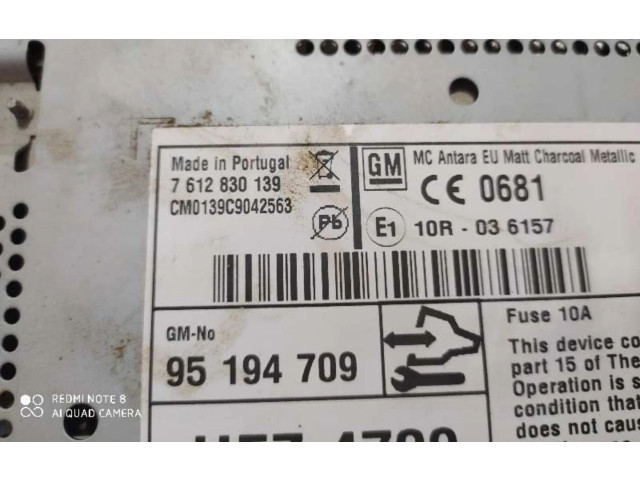 Made in Portugal
7 612 830 139
CM0139C9042563
Pb
GM
MC Antara EU Matt Charcoal Metallic
CE 0681
E1 10R - 03 6157
GM-No
95 194 709
Fuse 10A
This device co
part 15 of The
Operation is s
condition that
does not caus
REDMI NOTE 8
AI QUAD CAMERA